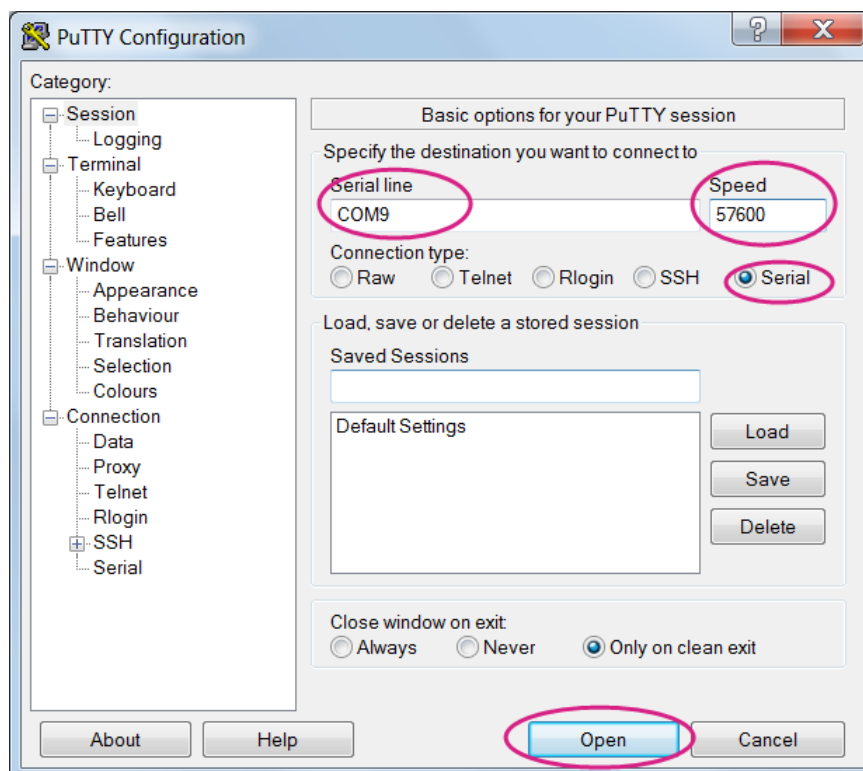 PuTTY Configuration
Category:
Session
Logging
Terminal
Keyboard
Bell
Features
Window
Appearance
Behaviour
Translation
Selection
Colours
Connection
Data
Proxy
Telnet
Rlogin
SSH
Serial
Basic options for your PuTTY session
Specify the destination you want to connect to
Serial line Speed
COM9 57600
Connection type:
Raw Telnet Rlogin SSH Serial
Load, save or delete a stored session
Saved Sessions
Default Settings
Load
Save
Delete
Close window on exit:
Always Never Only on clean exit
About Help Open Cancel